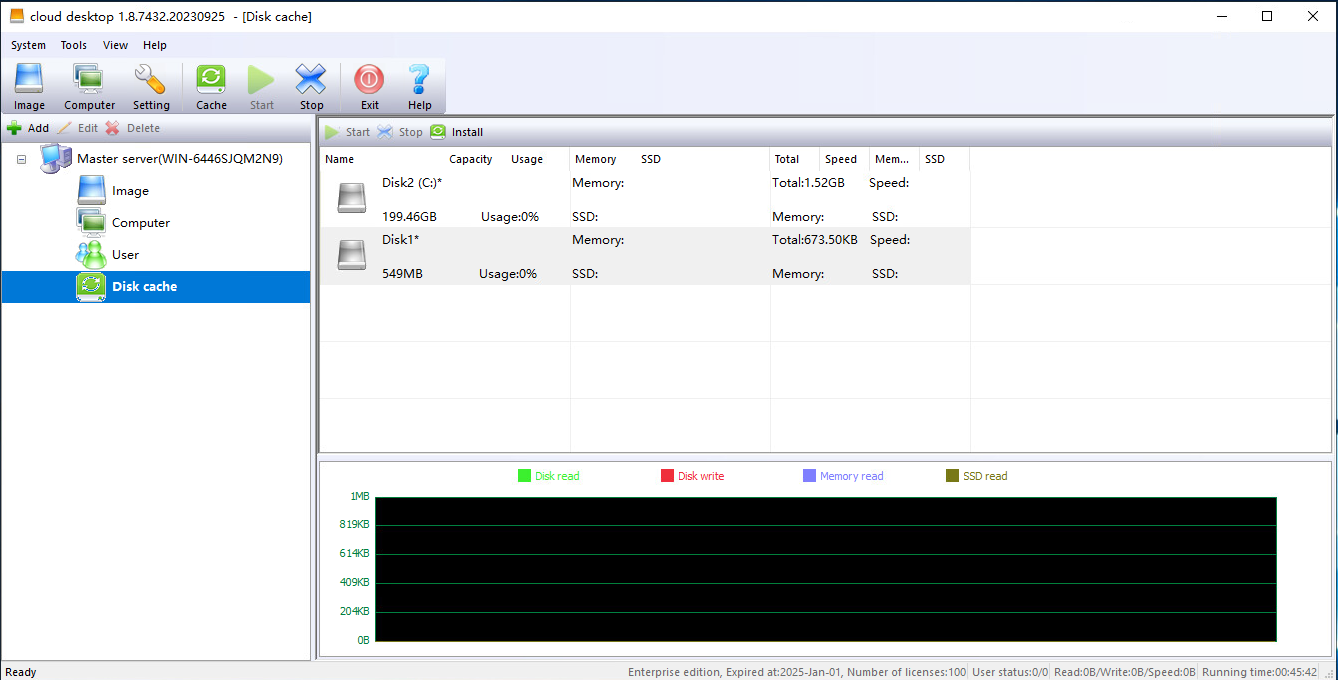 cloud desktop 1.8.7432.20230925 - [Disk cache]
System Tools View Help
Image Computer Setting Cache Start Stop Exit Help
Add Edit Delete
Master server(WIN-6446SJQM2N9)
Image
Computer
User
Disk cache
Start Stop Install
Name Capacity Usage Memory SSD Total Speed Mem... SSD
Disk2 (C:)* Memory: Total:1.52GB Speed:
199.46GB Usage:0% SSD: Memory: SSD:
Disk1* Memory: Total:673.50KB Speed:
549MB Usage:0% SSD: Memory: SSD:
Disk read Disk write Memory read SSD read
1MB
819KB
614KB
409KB
204KB
0B
Ready Enterprise edition, Expired at:2025-Jan-01, Number of licenses:100 User status:0/0 Read:0B/Write:0B/Speed:0B Running time:00:45:42